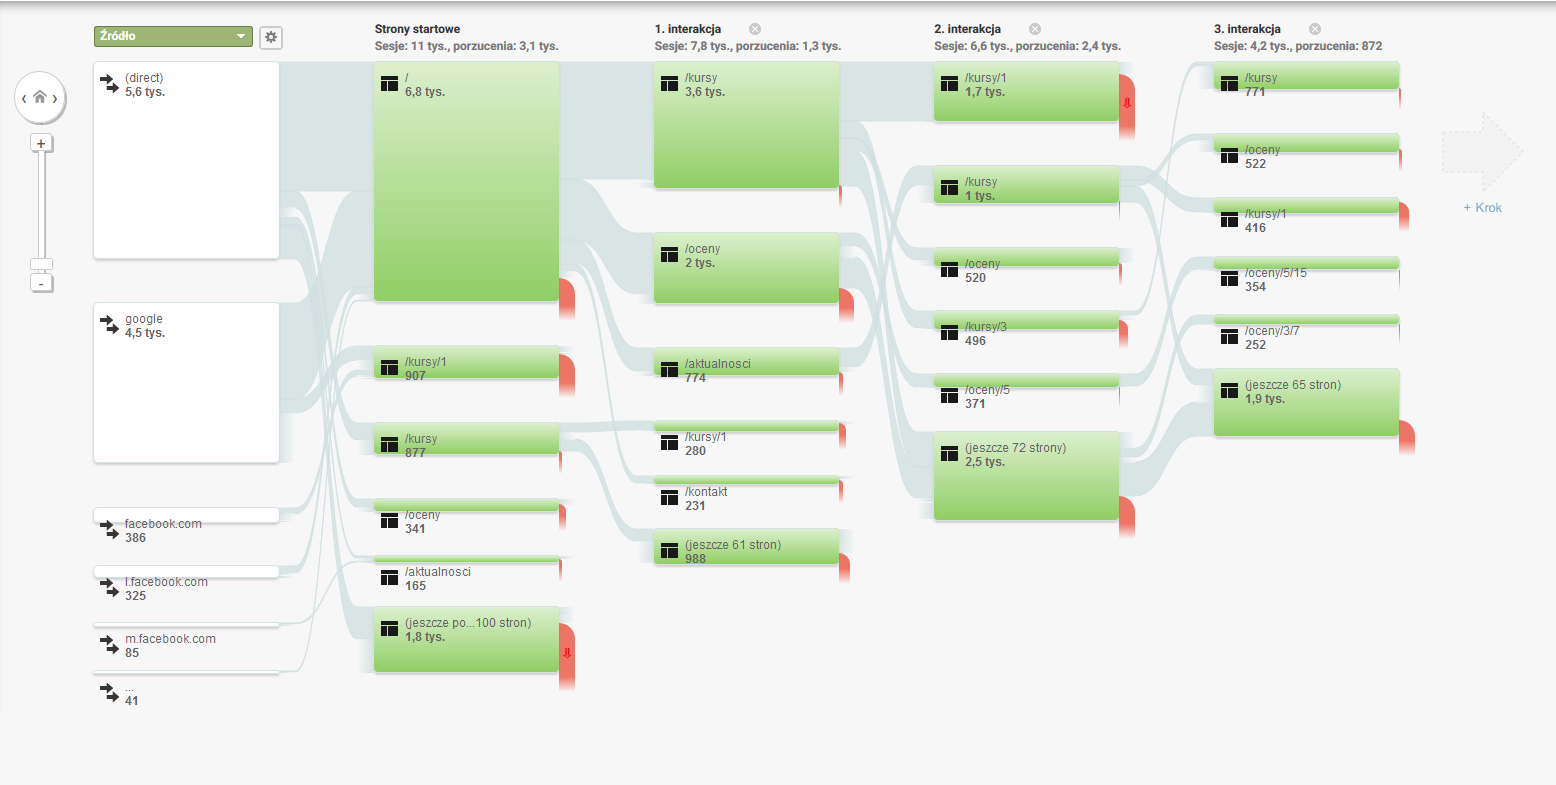 Źródło
(direct)
5,6 tys.
google
4,5 tys.
facebook.com
386
l.facebook.com
325
m.facebook.com
85
...
41
+
-
Strony startowe
Sesje: 11 tys., porzucenia: 3,1 tys.
/
6,8 tys.
/kursy/1
907
/kursy
877
/oceny
341
/aktualnosci
165
(jeszcze po...100 stron)
1,8 tys.
1. interakcja
Sesje: 7,8 tys., porzucenia: 1,3 tys.
/kursy
3,6 tys.
/oceny
2 tys.
/aktualnosci
774
/kursy/1
280
/kontakt
231
(jeszcze 61 stron)
988
2. interakcja
Sesje: 6,6 tys., porzucenia: 2,4 tys.
/kursy/1
1,7 tys.
/kursy
1 tys.
/oceny
520
/kursy/3
496
/oceny/5
371
(jeszcze 72 strony)
2,5 tys.
3. interakcja
Sesje: 4,2 tys., porzucenia: 872
/kursy
771
/oceny
522
/kursy/1
416
/oceny/5/15
354
/oceny/3/7
252
(jeszcze 65 stron)
1,9 tys.
+ Krok